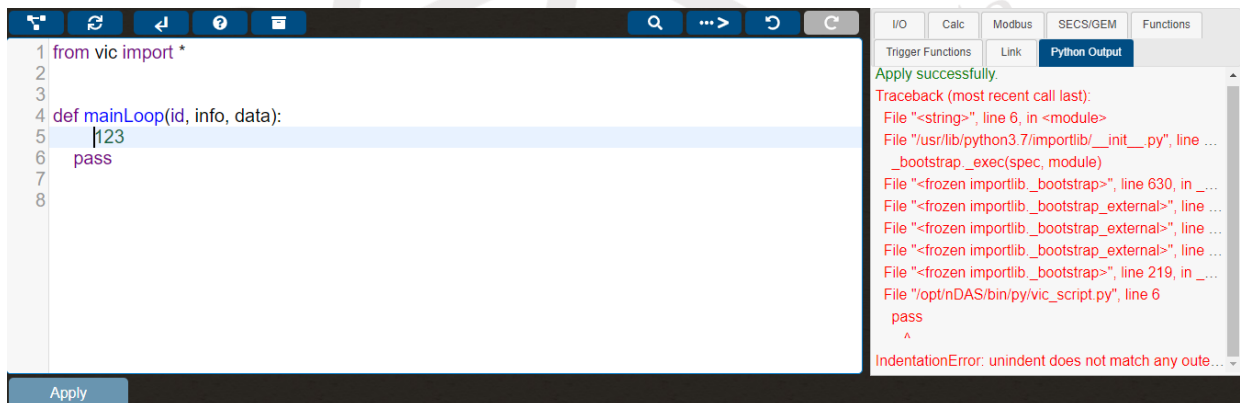 ··· >
1 from vic import *
2
3
4 def mainLoop(id, info, data):
5 123
6 pass
7
8
Apply
I/O Calc Modbus SECS/GEM Functions
Trigger Functions Link Python Output
Apply successfully.
Traceback (most recent call last):
File "<string>", line 6, in <module>
File "/usr/lib/python3.7/importlib/__init__.py", line ...
_bootstrap._exec(spec, module)
File "<frozen importlib._bootstrap>", line 630, in _...
File "<frozen importlib._bootstrap_external>", line ...
File "<frozen importlib._bootstrap_external>", line ...
File "<frozen importlib._bootstrap_external>", line ...
File "<frozen importlib._bootstrap>", line 219, in _...
File "/opt/nDAS/bin/py/vic_script.py", line 6
pass
^
IndentationError: unindent does not match any oute...